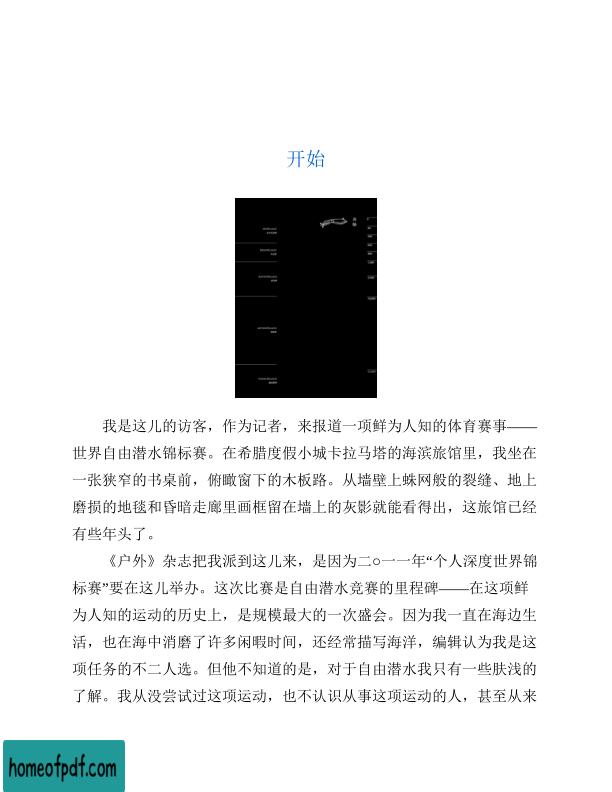 开始
开始
我是这儿的访客，作为记者，来报道一项鲜为人知的体育赛事——
世界自由潜水锦标赛。在希腊度假小城卡拉马塔的海滨旅馆里，我坐在
一张狭窄的书桌前，俯瞰窗下的木板路。从墙壁上蛛网般的裂缝、地上
磨损的地毯和昏暗走廊里画框留在墙上的灰影就能看得出，这旅馆已经
有些年头了。
《户外》杂志把我派到这儿来，是因为二○一一年“个人深度世界锦
标赛”要在这儿举办。这次比赛是自由潜水竞赛的里程碑——在这项鲜
为人知的运动的历史上，是规模最大的一次盛会。因为我一直在海边生
活，也在海中消磨了许多闲暇时间，还经常描写海洋，编辑认为我是这
项任务的不二人选。但他不知道的是，对于自由潜水我只有一些肤浅的
了解。我从没尝试过这项运动，也不认识从事这项运动的人，甚至从来
homeofpdf.com